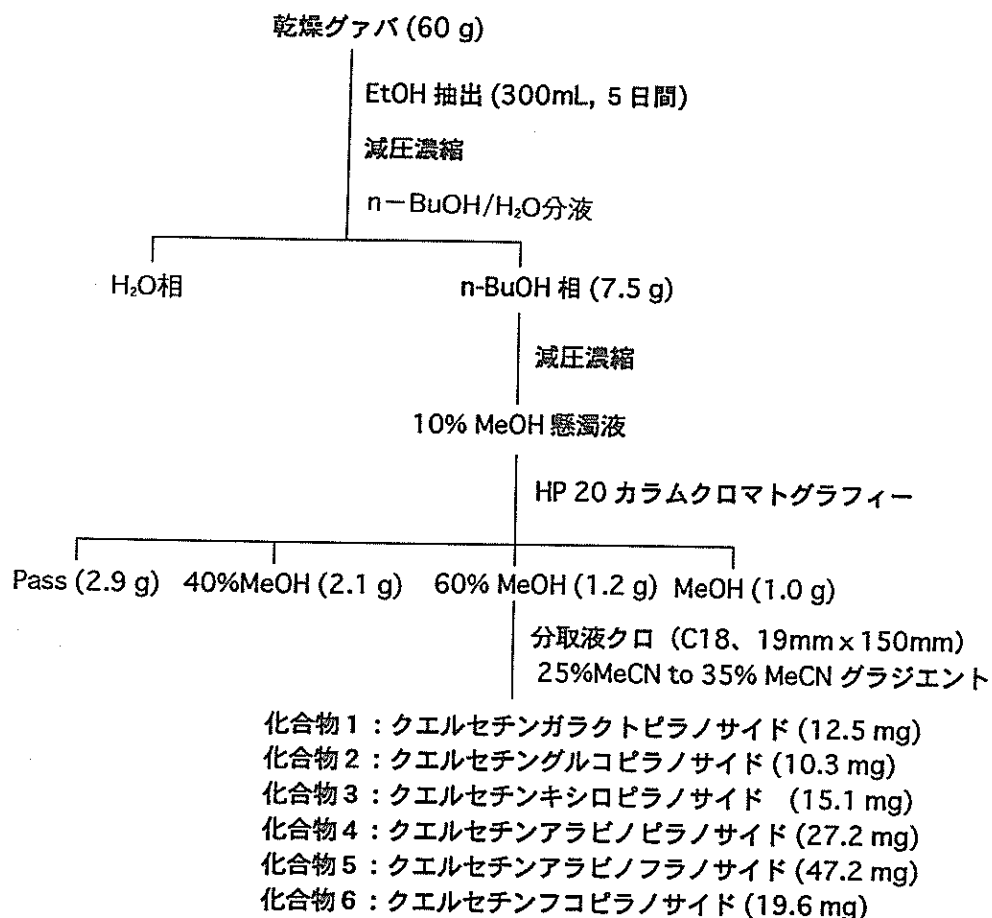 乾燥グァバ (60 g)
EtOH 抽出 (300mL, 5 日間)
減圧濃縮
n－BuOH/H₂O分液
H₂O相
n-BuOH 相 (7.5 g)
減圧濃縮
10% MeOH 懸濁液
HP 20 カラムクロマトグラフィー
Pass (2.9 g) 40%MeOH (2.1 g) 60% MeOH (1.2 g) MeOH (1.0 g)
分取液クロ（C18、19mm x 150mm）
25%MeCN to 35% MeCN グラジエント
化合物 1 : クエルセチンガラクトピラノサイド (12.5 mg)
化合物 2 : クエルセチングルコピラノサイド (10.3 mg)
化合物 3 : クエルセチンキシロピラノサイド (15.1 mg)
化合物 4 : クエルセチンアラビノピラノサイド (27.2 mg)
化合物 5 : クエルセチンアラビノフラノサイド (47.2 mg)
化合物 6 : クエルセチンフコピラノサイド (19.6 mg)